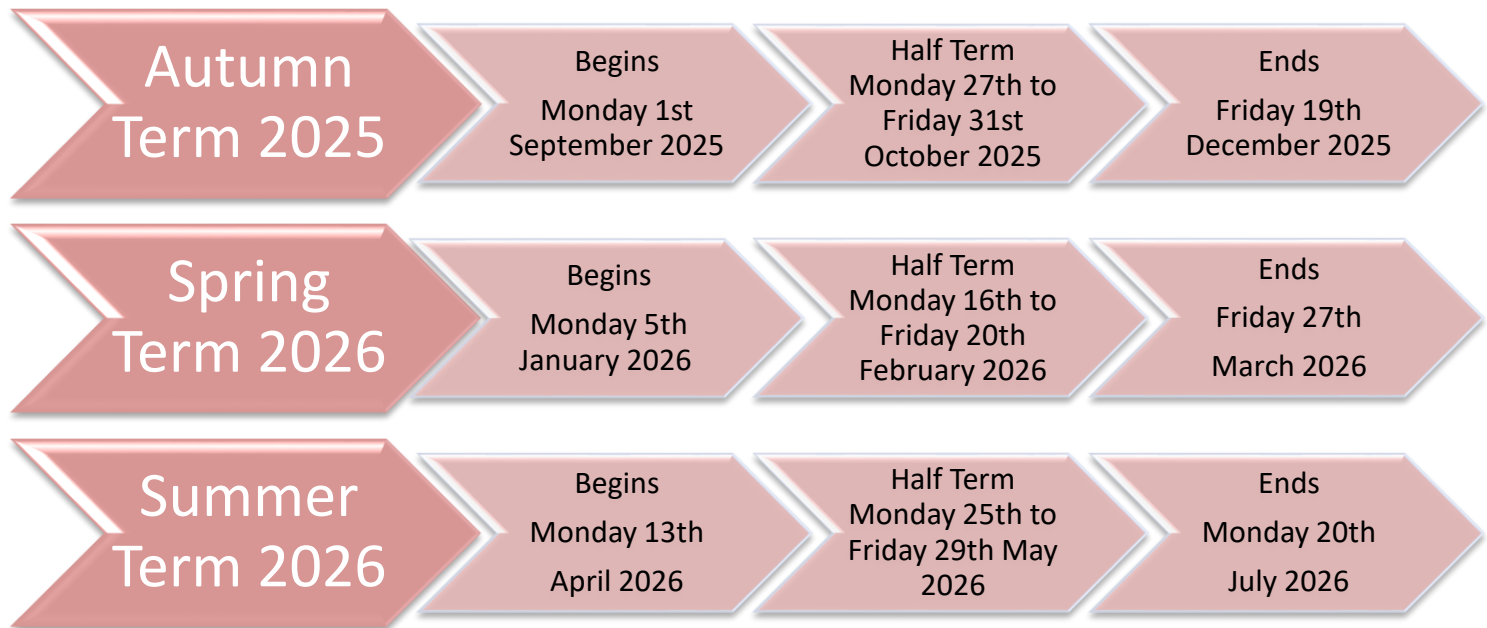 Autumn
Term 2025
Begins
Monday 1st
September 2025
Half Term
Monday 27th to
Friday 31st
October 2025
Ends
Friday 19th
December 2025
Spring
Term 2026
Begins
Monday 5th
January 2026
Half Term
Monday 16th to
Friday 20th
February 2026
Ends
Friday 27th
March 2026
Summer
Term 2026
Begins
Monday 13th
April 2026
Half Term
Monday 25th to
Friday 29th May
2026
Ends
Monday 20th
July 2026